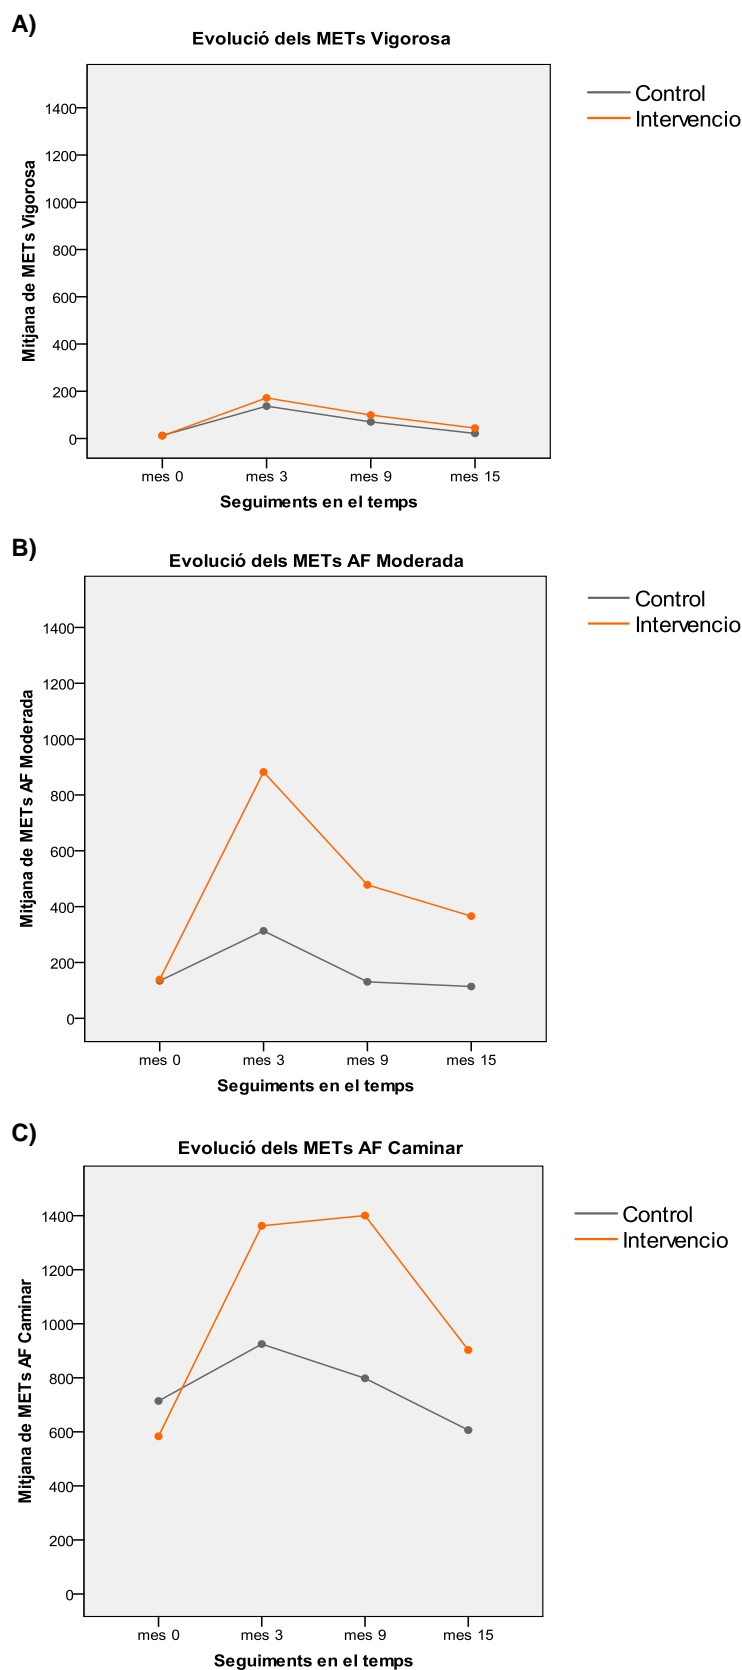 A)
Evolució dels METs Vigorosa
Control
Intervencio
Mitjana de METs Vigorosa
1400
1200
1000
800
600
400
200
0
mes 0 mes 3 mes 9 mes 15
Seguiments en el temps
B)
Evolució dels METs AF Moderada
Control
Intervencio
Mitjana de METs AF Moderada
1400
1200
1000
800
600
400
200
0
mes 0 mes 3 mes 9 mes 15
Seguiments en el temps
C)
Evolució dels METs AF Caminar
Control
Intervencio
Mitjana de METs AF Caminar
1400
1200
1000
800
600
400
200
0
mes 0 mes 3 mes 9 mes 15
Seguiments en el temps